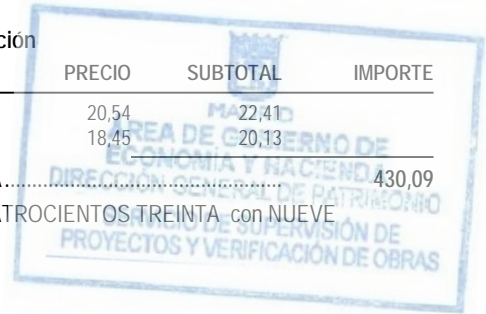 ción
PRECIO SUBTOTAL IMPORTE
20,54 22,41
18,45 20,13
MADRID
ÁREA DE GOBIERNO DE
ECONOMÍA Y HACIENDA
A................................................ 430,09
DIRECCIÓN GENERAL DE PATRIMONIO
ATROCIENTOS TREINTA con NUEVE
SERVICIO DE SUPERVISIÓN DE
PROYECTOS Y VERIFICACIÓN DE OBRAS